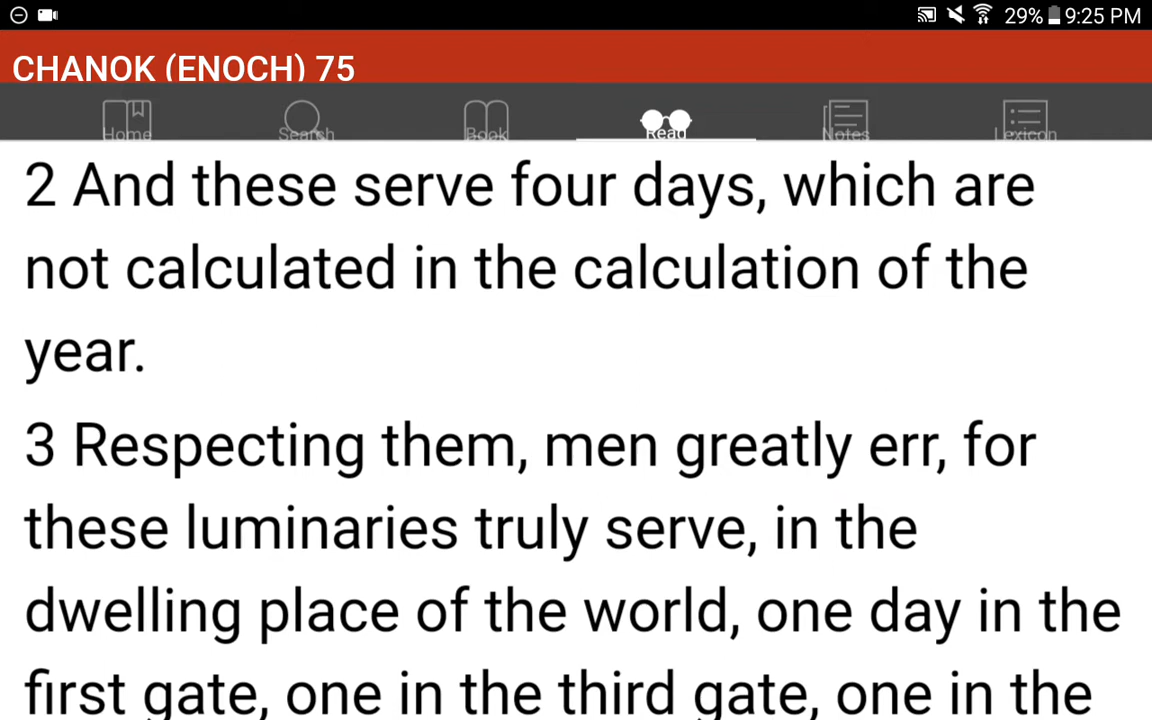 29% 9:25 PM
CHANOK (ENOCH) 75
Home Search Book Read Notes Lexicon
2 And these serve four days, which are
not calculated in the calculation of the
year.
3 Respecting them, men greatly err, for
these luminaries truly serve, in the
dwelling place of the world, one day in the
first gate, one in the third gate, one in the